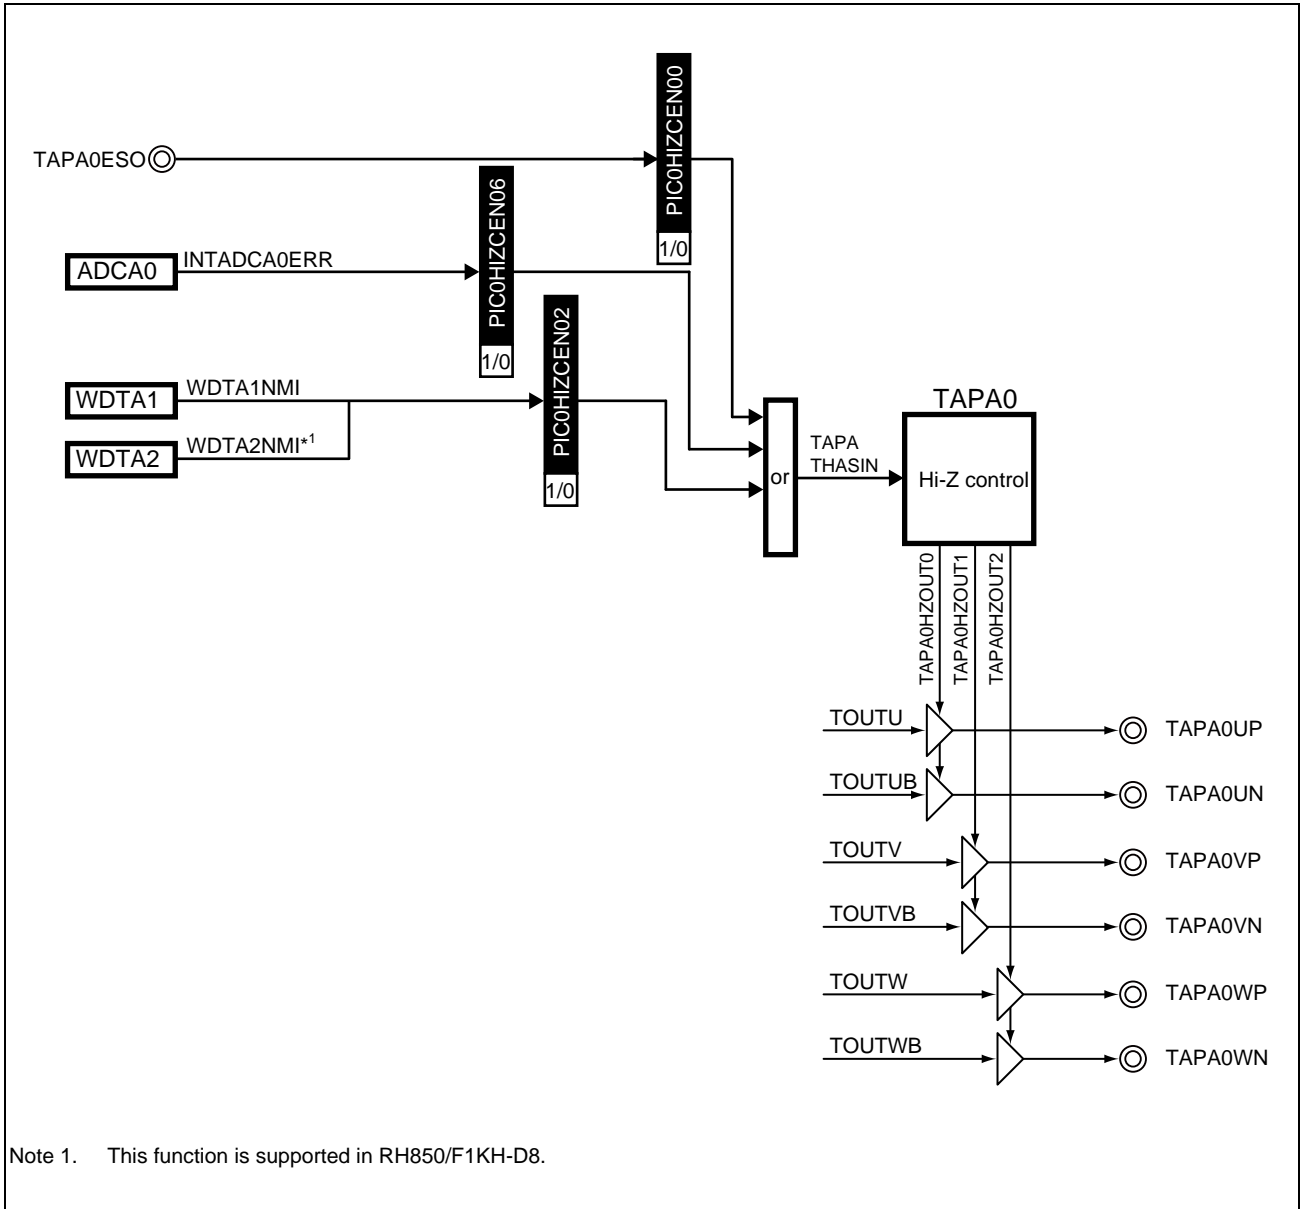 TAPA0ESO
PIC0HIZCEN00
1/0
ADCA0
INTADCA0ERR
PIC0HIZCEN06
1/0
WDTA1
WDTA1NMI
WDTA2
WDTA2NMI*1
PIC0HIZCEN02
1/0
or
TAPA
THASIN
TAPA0
Hi-Z control
TAPA0HZOUT0
TAPA0HZOUT1
TAPA0HZOUT2
TOUTU
TAPA0UP
TOUTUB
TAPA0UN
TOUTV
TAPA0VP
TOUTVB
TAPA0VN
TOUTW
TAPA0WP
TOUTWB
TAPA0WN
Note 1. This function is supported in RH850/F1KH-D8.